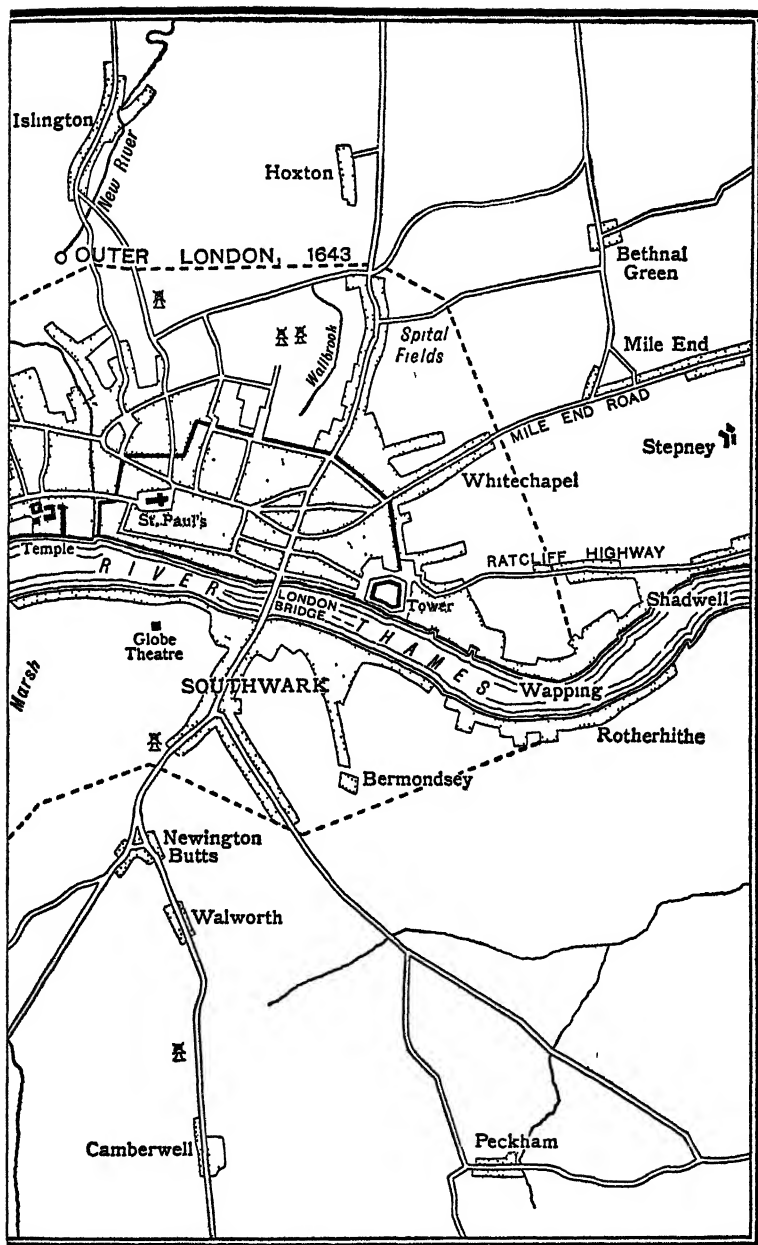 Islington
New River
Hoxton
OUTER LONDON, 1643
Bethnal
Green
Wallbrook
Spital
Fields
Mile End
MILE END ROAD
Stepney
Whitechapel
St. Paul's
Temple
RATCLIFF HIGHWAY
RIVER THAMES
LONDON
BRIDGE
Tower
Shadwell
Globe
Theatre
Marsh
SOUTHWARK
Wapping
Rotherhithe
Bermondsey
Newington
Butts
Walworth
Camberwell
Peckham